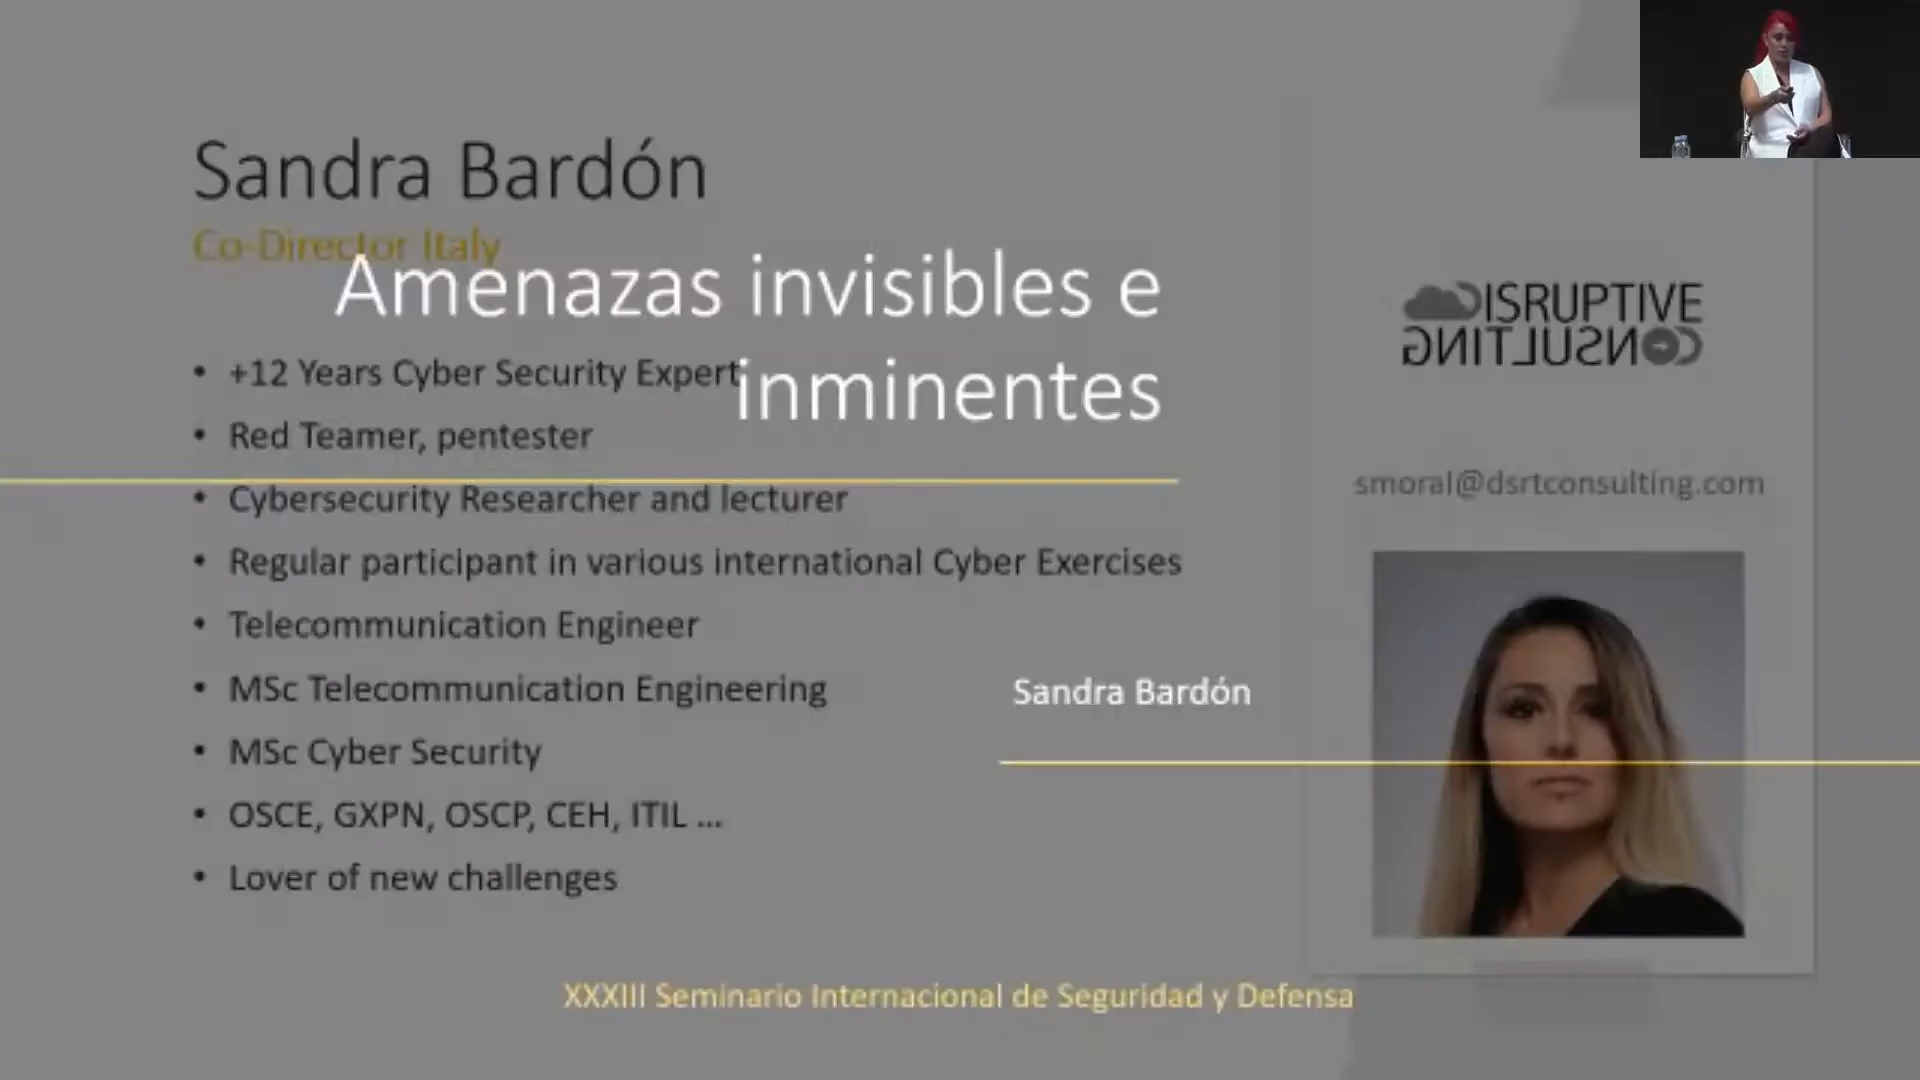 Sandra Bardón
Co-Director Italy
Amenazas invisibles e
inminentes
• +12 Years Cyber Security Expert
• Red Teamer, pentester
• Cybersecurity Researcher and lecturer
• Regular participant in various international Cyber Exercises
• Telecommunication Engineer
• MSc Telecommunication Engineering
• MSc Cyber Security
• OSCE, GXPN, OSCP, CEH, ITIL ...
• Lover of new challenges
DISRUPTIVE
CONSULTING
smoral@dsrtconsulting.com
Sandra Bardón
XXXIII Seminario Internacional de Seguridad y Defensa